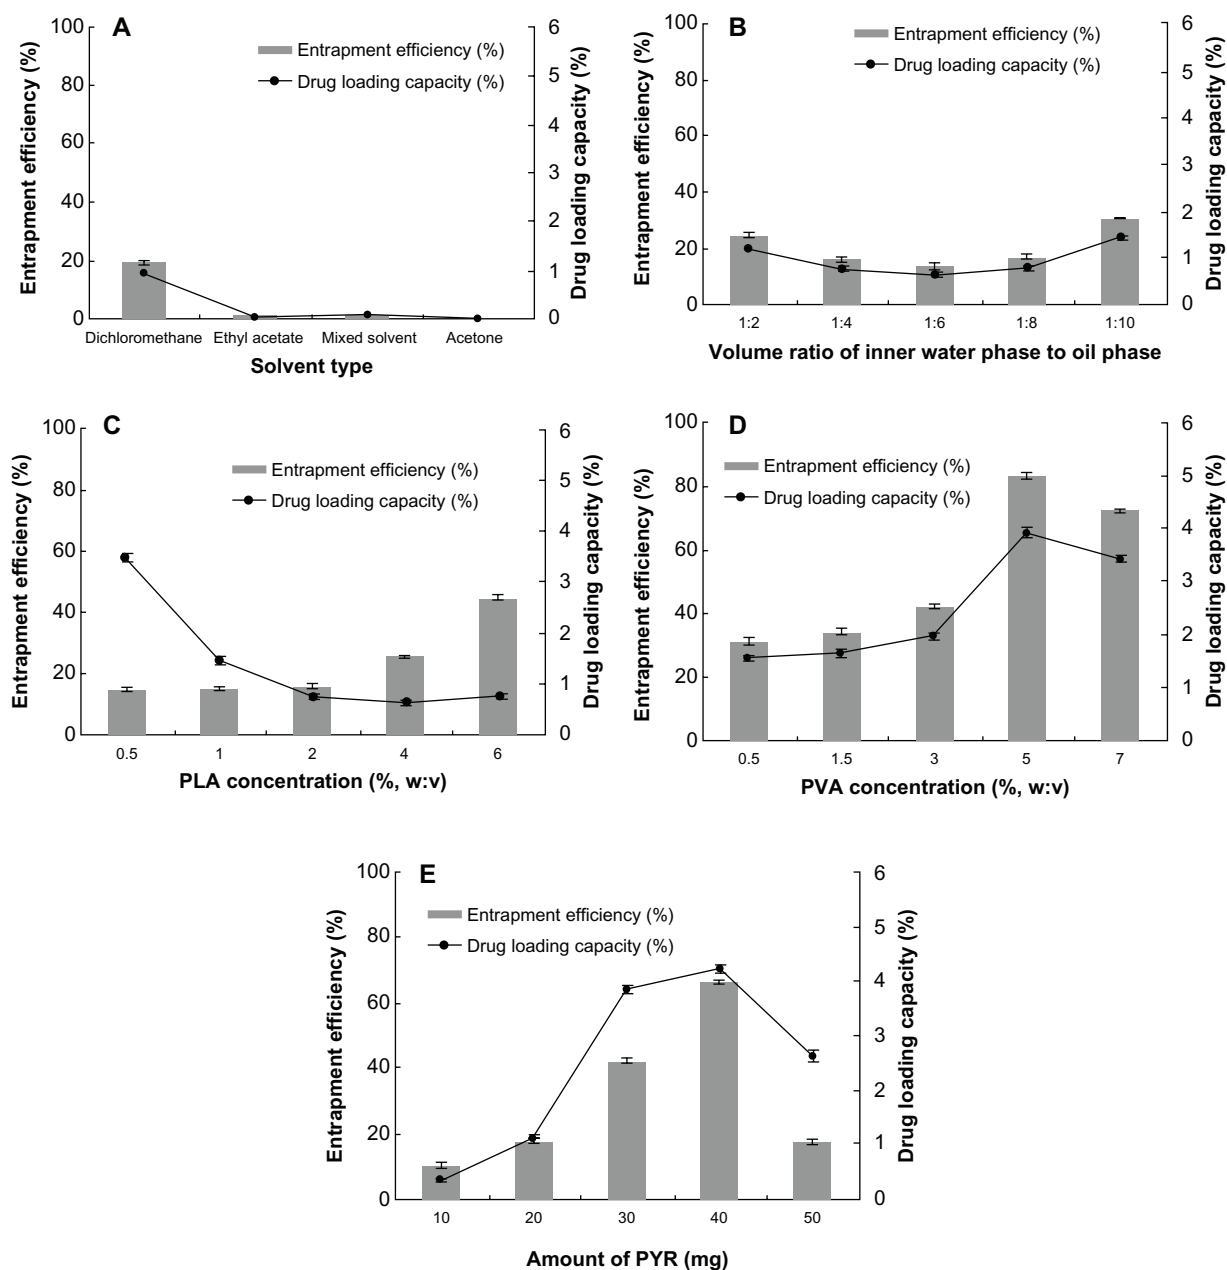 A
Entrapment efficiency (%)
Drug loading capacity (%)
100
80
60
40
20
0
6
5
4
3
2
1
0
Entrapment efficiency (%)
Drug loading capacity (%)
Dichloromethane Ethyl acetate Mixed solvent Acetone
Solvent type
B
Entrapment efficiency (%)
Drug loading capacity (%)
100
80
60
40
20
0
6
5
4
3
2
1
0
Entrapment efficiency (%)
Drug loading capacity (%)
1:2 1:4 1:6 1:8 1:10
Volume ratio of inner water phase to oil phase
C
Entrapment efficiency (%)
Drug loading capacity (%)
100
80
60
40
20
0
6
5
4
3
2
1
0
Entrapment efficiency (%)
Drug loading capacity (%)
0.5 1 2 4 6
PLA concentration (%, w:v)
D
Entrapment efficiency (%)
Drug loading capacity (%)
100
80
60
40
20
0
6
5
4
3
2
1
0
Entrapment efficiency (%)
Drug loading capacity (%)
0.5 1.5 3 5 7
PVA concentration (%, w:v)
E
Entrapment efficiency (%)
Drug loading capacity (%)
100
80
60
40
20
0
6
5
4
3
2
1
0
Entrapment efficiency (%)
Drug loading capacity (%)
10 20 30 40 50
Amount of PYR (mg)